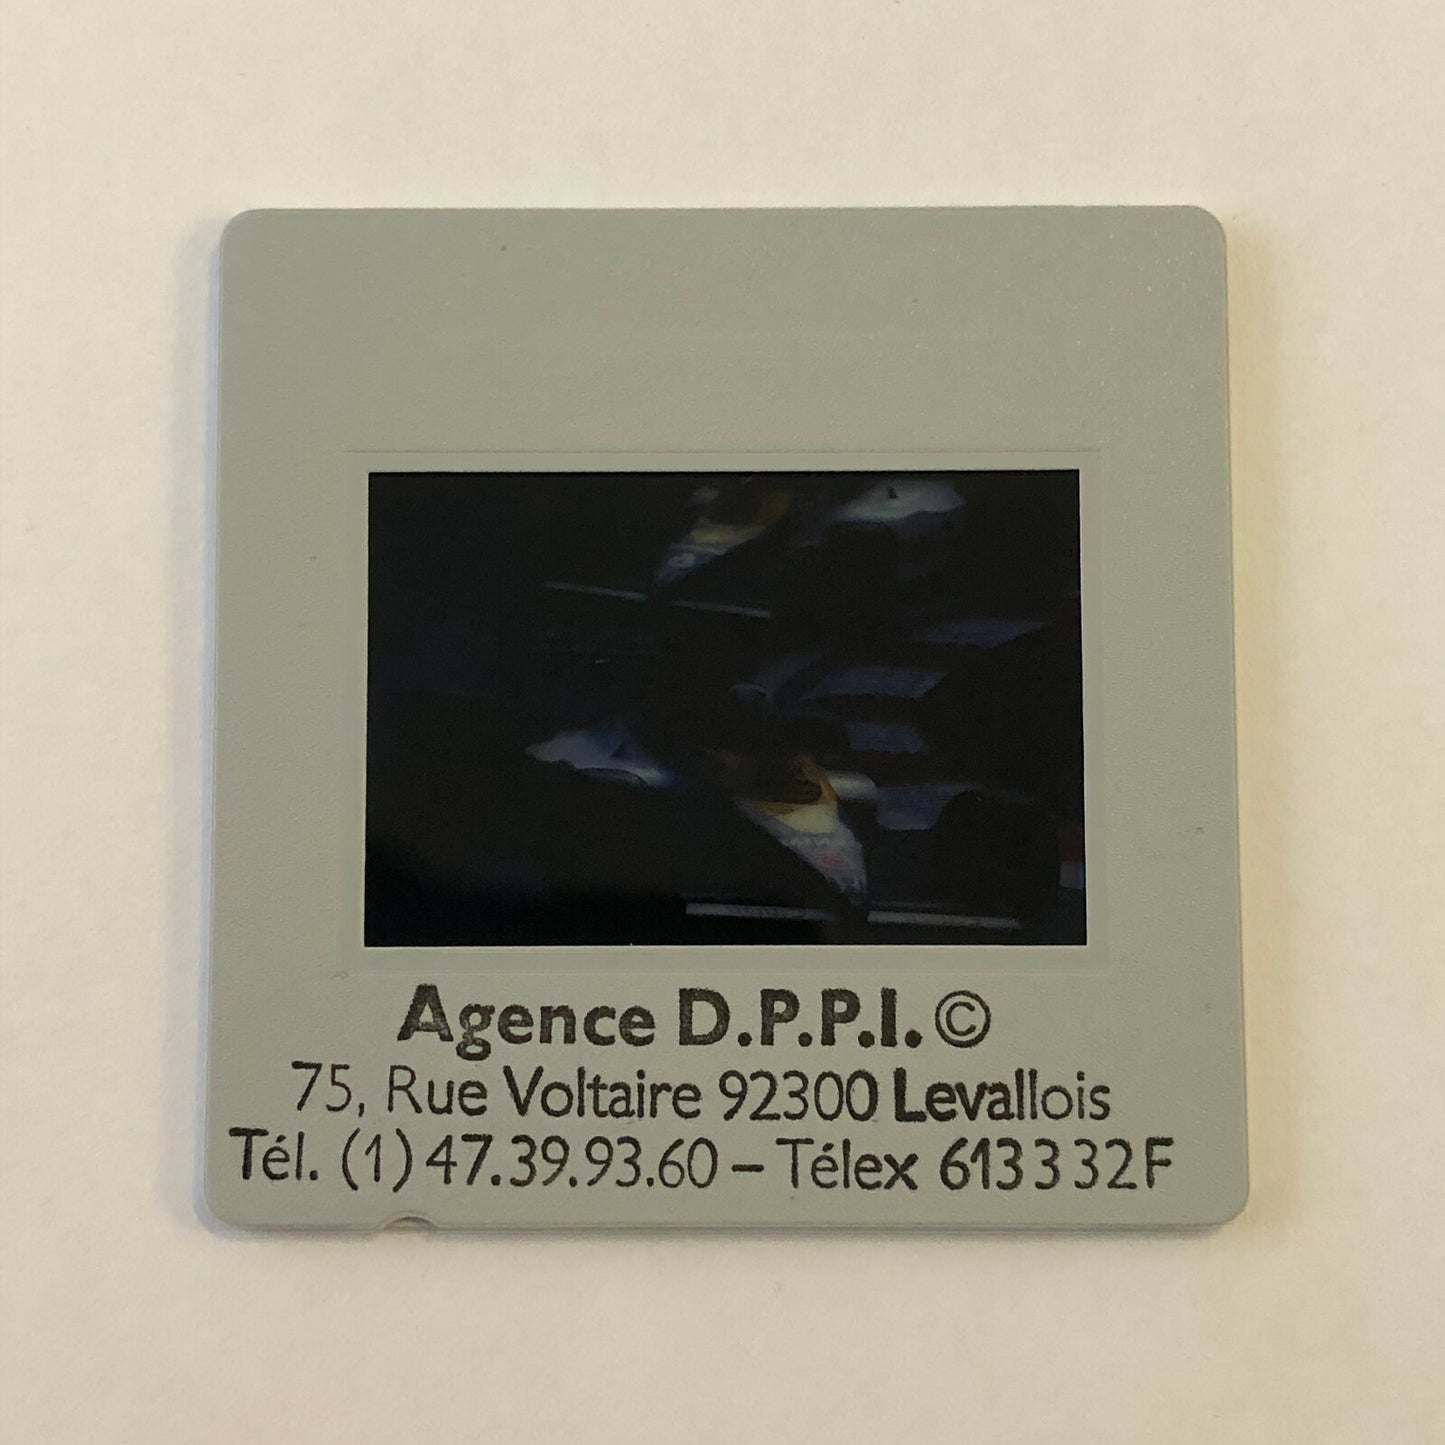 Agence D.P.P.I. ©
75, Rue Voltaire 92300 Levallois
Tél. (1) 47.39.93.60 – Télex 613332F